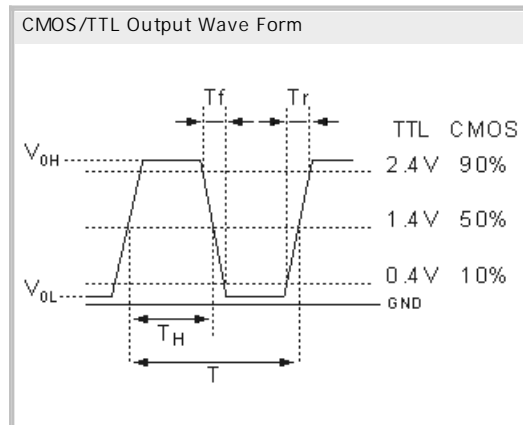 CMOS/TTL Output Wave Form
Tf Tr
TTL CMOS
V0H 2.4V 90%
1.4V 50%
0.4V 10%
V0L GND
TH
T